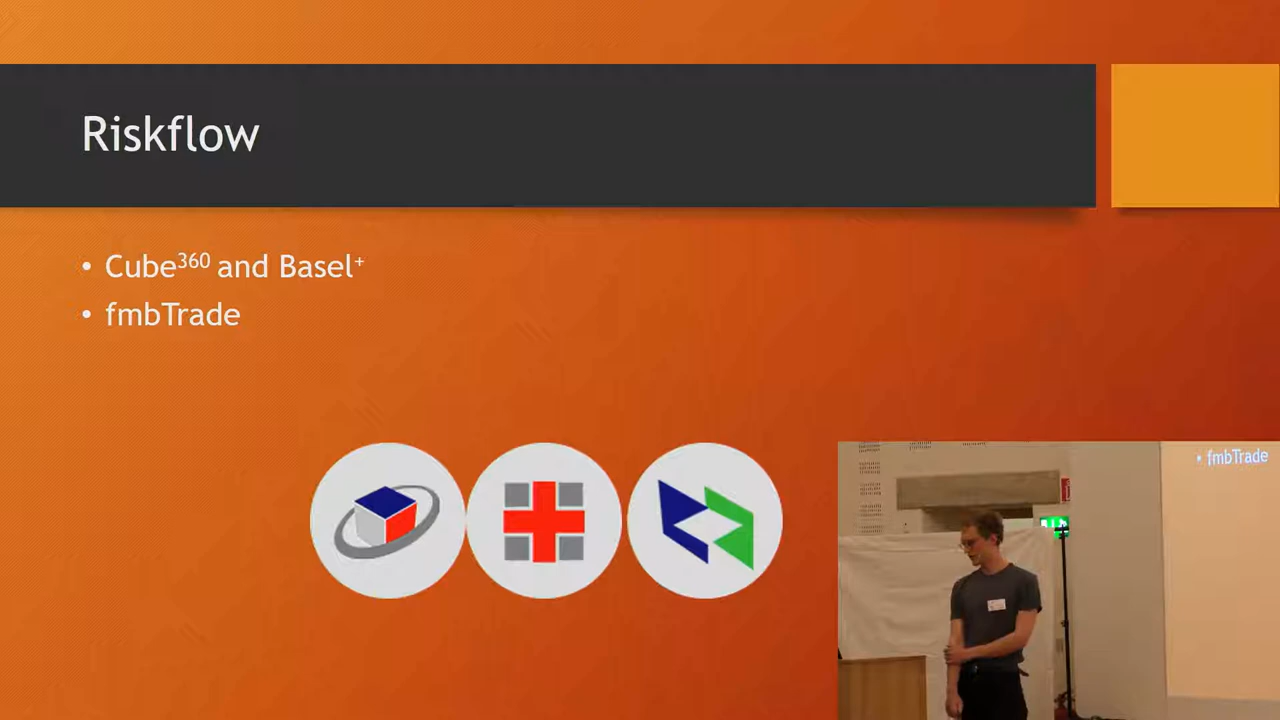 Riskflow
• Cube³⁶⁰ and Basel⁺
• fmbTrade
• fmbTrade